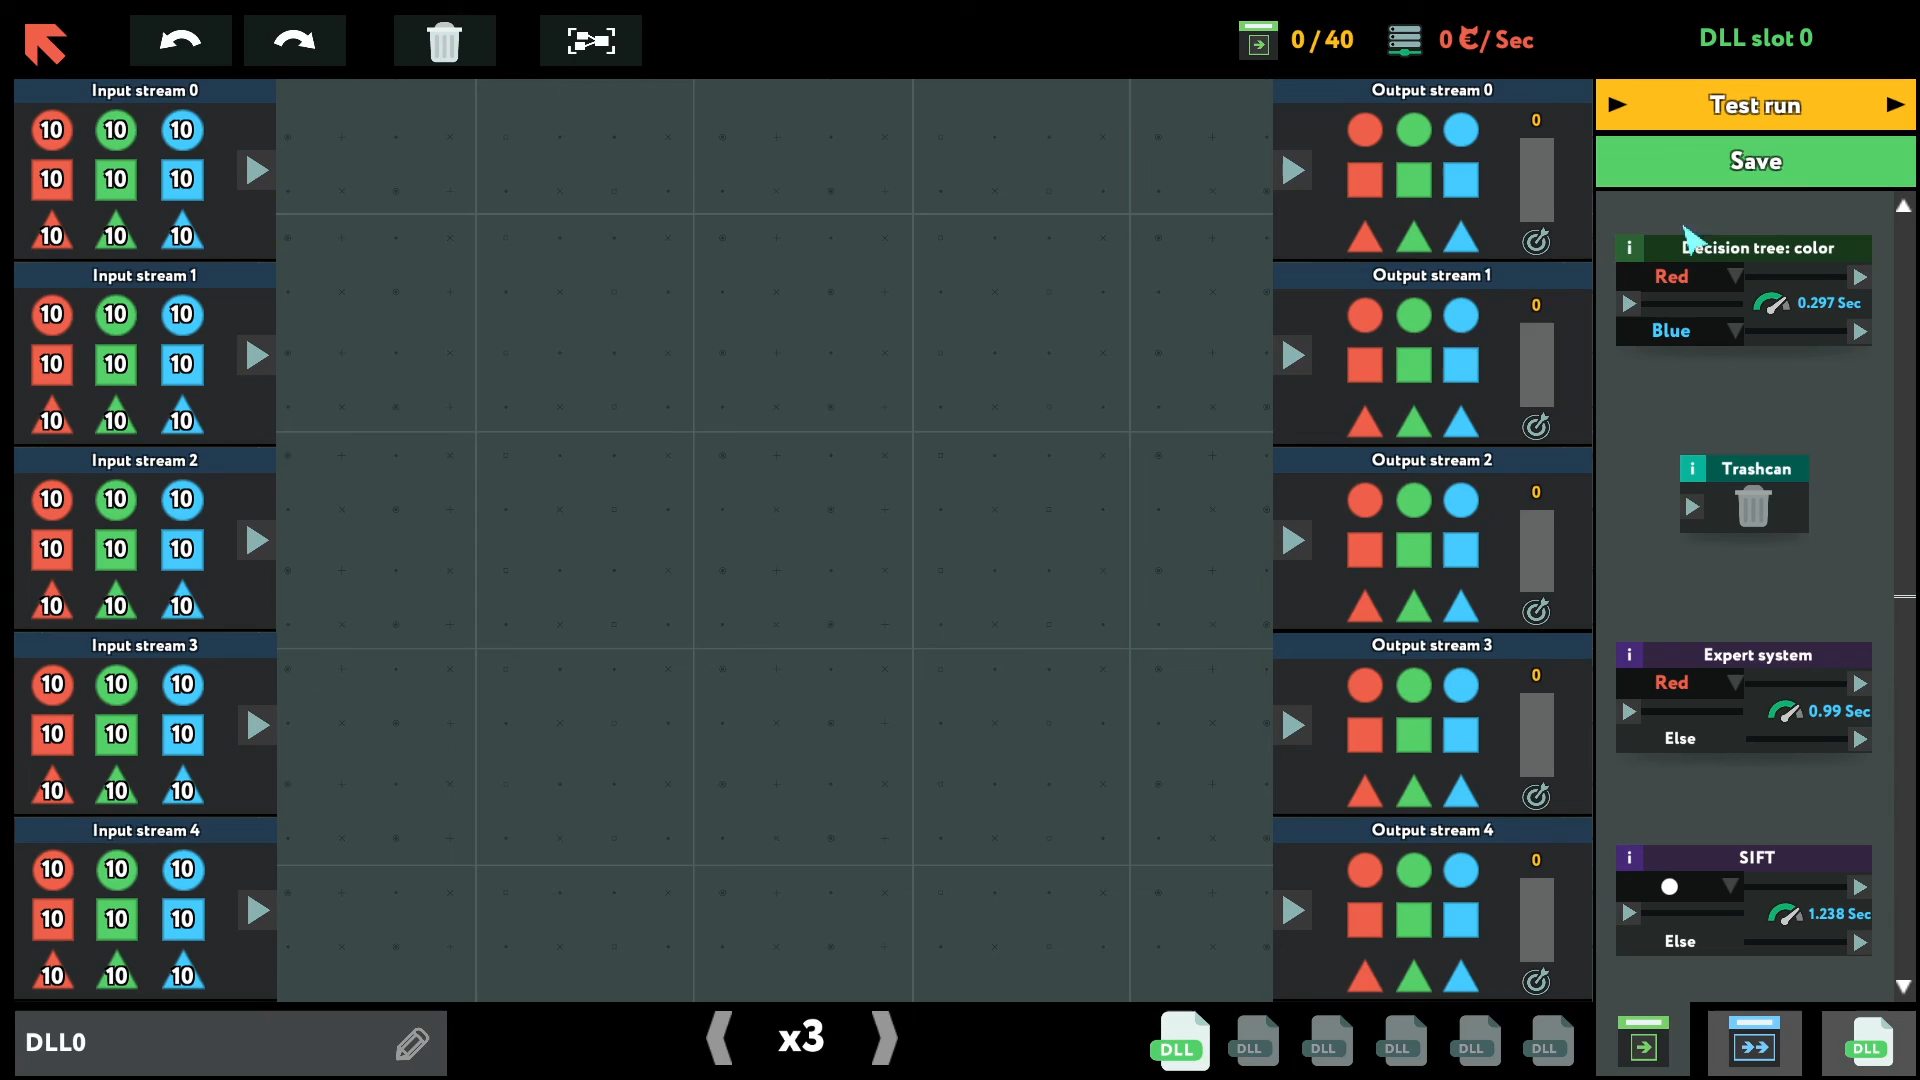 0/40
0 €/Sec
DLL slot 0
Input stream 0
10 10 10
10 10 10
10 10 10
Input stream 1
10 10 10
10 10 10
10 10 10
Input stream 2
10 10 10
10 10 10
10 10 10
Input stream 3
10 10 10
10 10 10
10 10 10
Input stream 4
10 10 10
10 10 10
10 10 10
Output stream 0
0
Output stream 1
0
Output stream 2
0
Output stream 3
0
Output stream 4
0
Test run
Save
i Decision tree: color
Red
0.297 Sec
Blue
i Trashcan
i Expert system
Red
0.99 Sec
Else
i SIFT
1.238 Sec
Else
DLL0
x3
DLL DLL DLL DLL DLL DLL
DLL